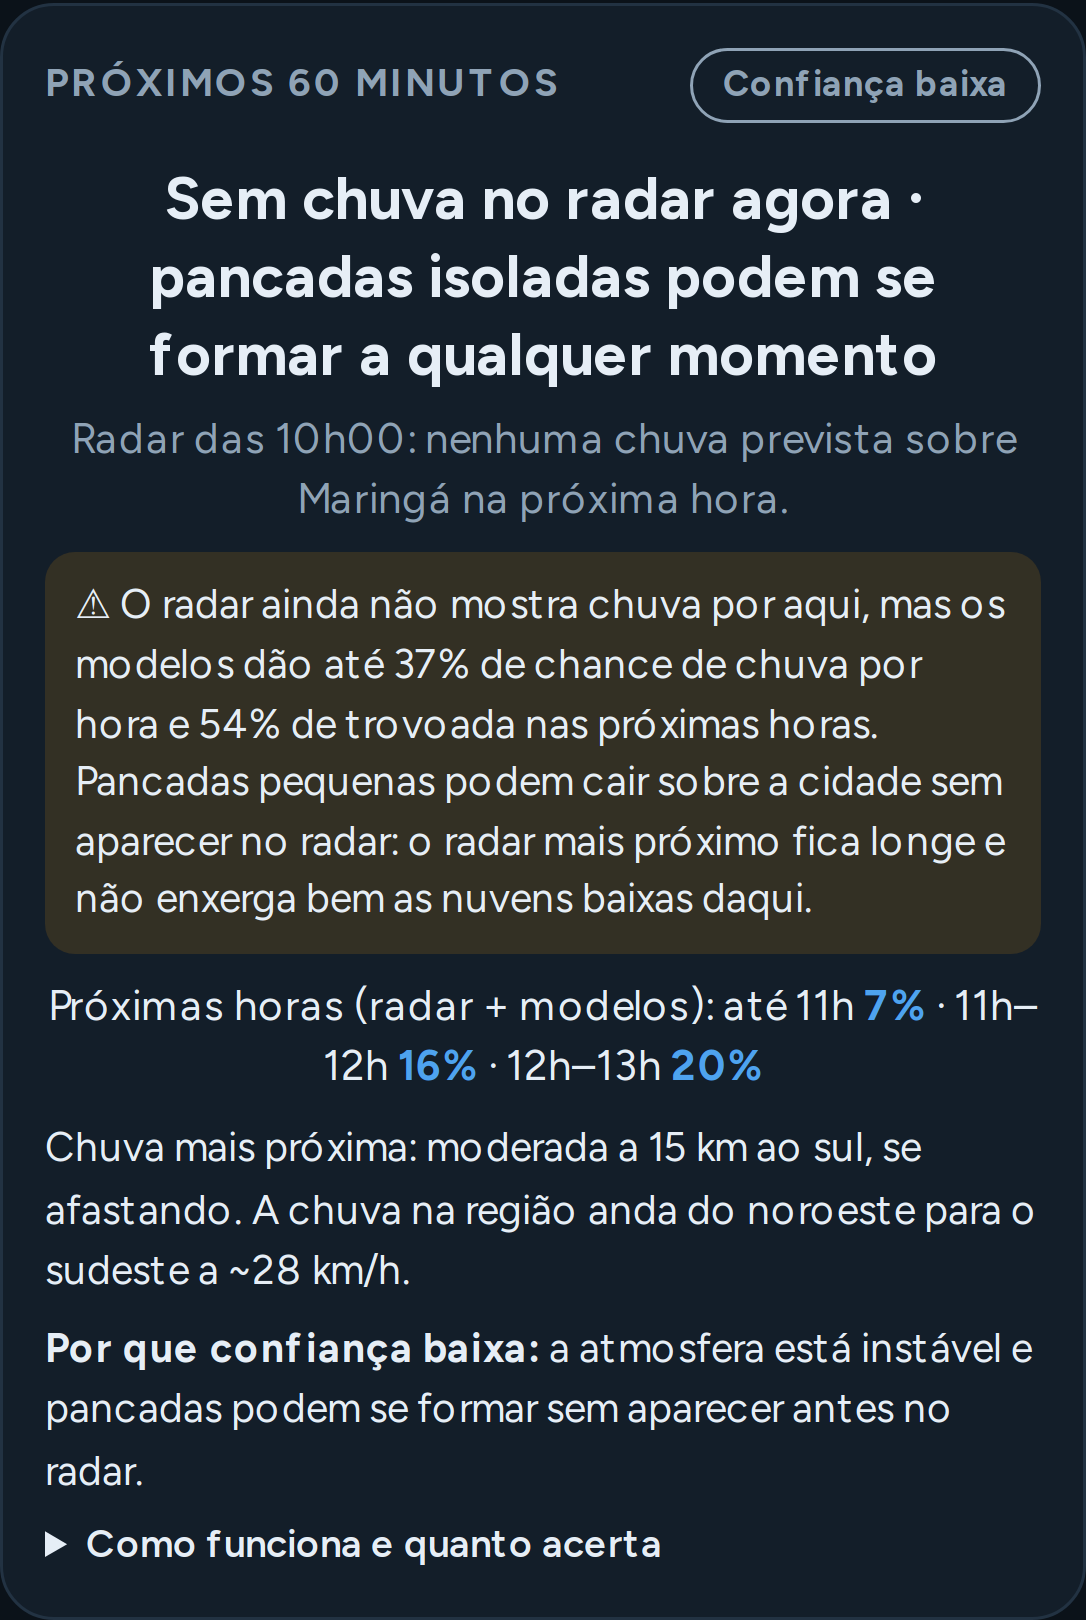 PRÓXIMOS 60 MINUTOS
Confiança baixa
Sem chuva no radar agora ·
pancadas isoladas podem se
formar a qualquer momento
Radar das 10h00: nenhuma chuva prevista sobre
Maringá na próxima hora.
⚠ O radar ainda não mostra chuva por aqui, mas os
modelos dão até 37% de chance de chuva por
hora e 54% de trovoada nas próximas horas.
Pancadas pequenas podem cair sobre a cidade sem
aparecer no radar: o radar mais próximo fica longe e
não enxerga bem as nuvens baixas daqui.
Próximas horas (radar + modelos): até 11h 7% · 11h–
12h 16% · 12h–13h 20%
Chuva mais próxima: moderada a 15 km ao sul, se
afastando. A chuva na região anda do noroeste para o
sudeste a ~28 km/h.
Por que confiança baixa: a atmosfera está instável e
pancadas podem se formar sem aparecer antes no
radar.
▶ Como funciona e quanto acerta